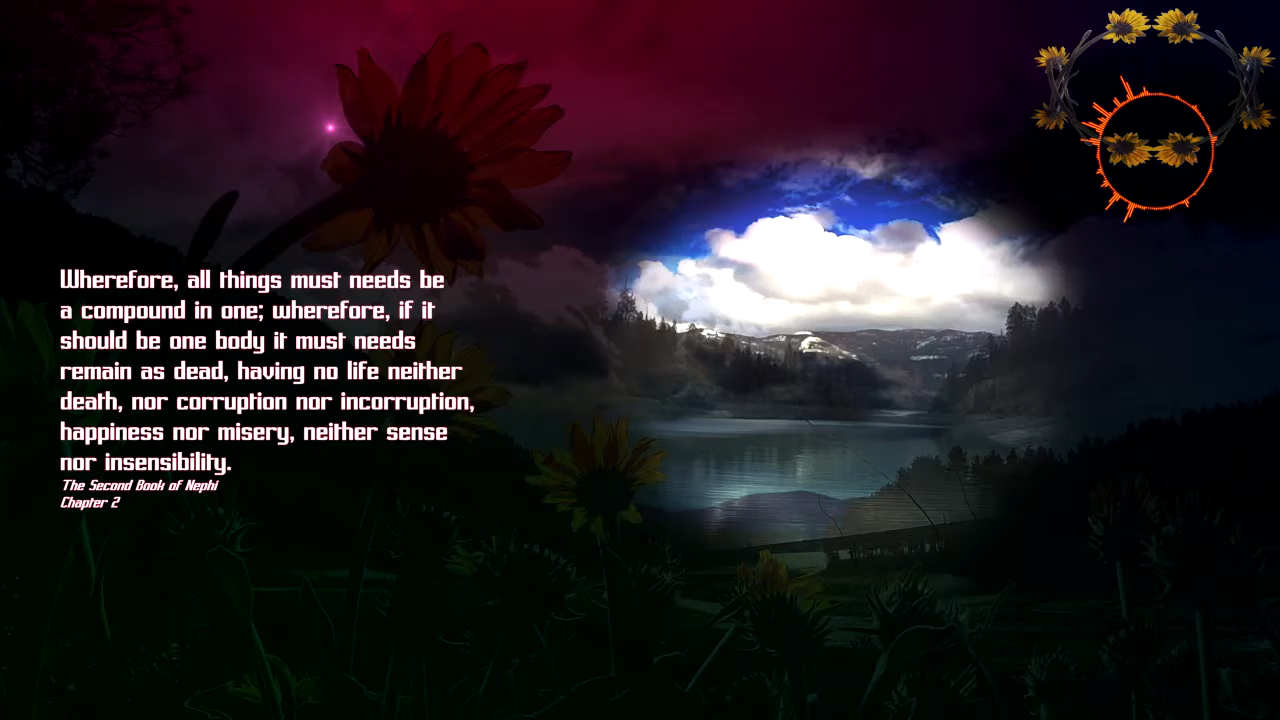 Wherefore, all things must needs be
a compound in one; wherefore, if it
should be one body it must needs
remain as dead, having no life neither
death, nor corruption nor incorruption,
happiness nor misery, neither sense
nor insensibility.
The Second Book of Nephi
Chapter 2